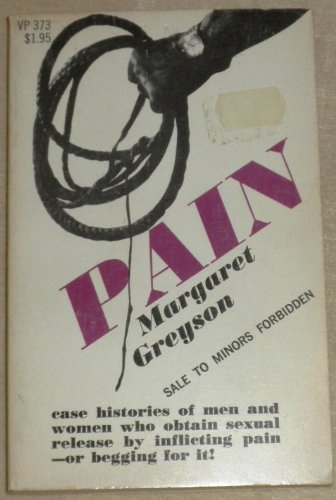 VP 373
$1.95
PAIN
Margaret
Greyson
SALE TO MINORS FORBIDDEN
case histories of men and
women who obtain sexual
release by inflicting pain
—or begging for it!